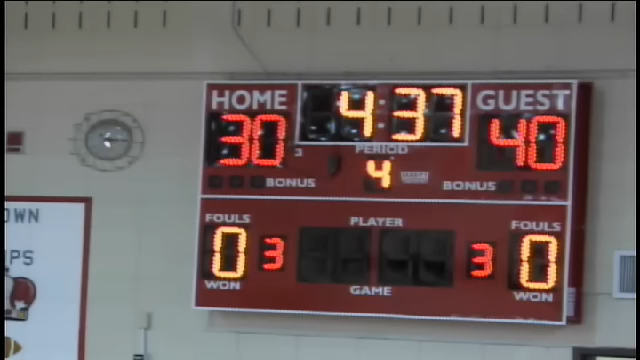 HOME 4:37 GUEST
30 PERIOD 40
BONUS 4 BONUS
FOULS PLAYER FOULS
0 3 3 0
WON GAME WON
OWN
PS